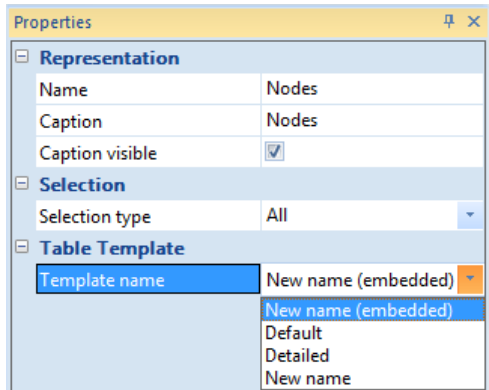 Properties
Representation
Name Nodes
Caption Nodes
Caption visible
Selection
Selection type All
Table Template
Template name New name (embedded)
New name (embedded)
Default
Detailed
New name